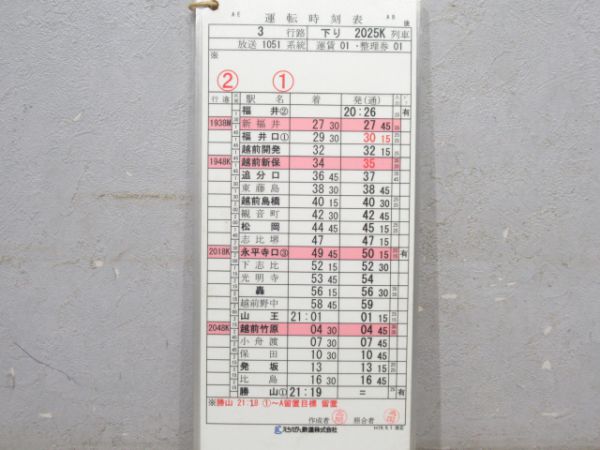 A-E 運転時刻表 AB 後
3 行路 下り 2025K 列車
放送 1051 系統 運賃 01・整理券 01
※
② ①
行違 駅名 着 発(通)
福井② 20:26 有
1938M 新福井 27 30 27 45
福井口① 29 30 30 15
越前開発 32 32 15
1948K 越前新保 34 35
追分口 36 45 37
東藤島 38 30 38 45
越前島橋 40 15 40 30
観音町 42 30 42 45
松岡 44 45 45 15
志比堺 47 47 15
2018K 永平寺口③ 49 45 50 15 有
下志比 52 15 52 30
光明寺 53 45 54
轟 56 15 56 30
越前野中 58 45 59
山王 21:01 01 15
2048K 越前竹原 04 30 04 45
小舟渡 07 30 07 45
保田 10 30 10 45
発坂 13 13 15
比島 16 30 16 45
勝山① 21:19 = 有
※勝山 21:18 ①～A留置目標 留置
作成者 照合者
えちぜん鉄道株式会社